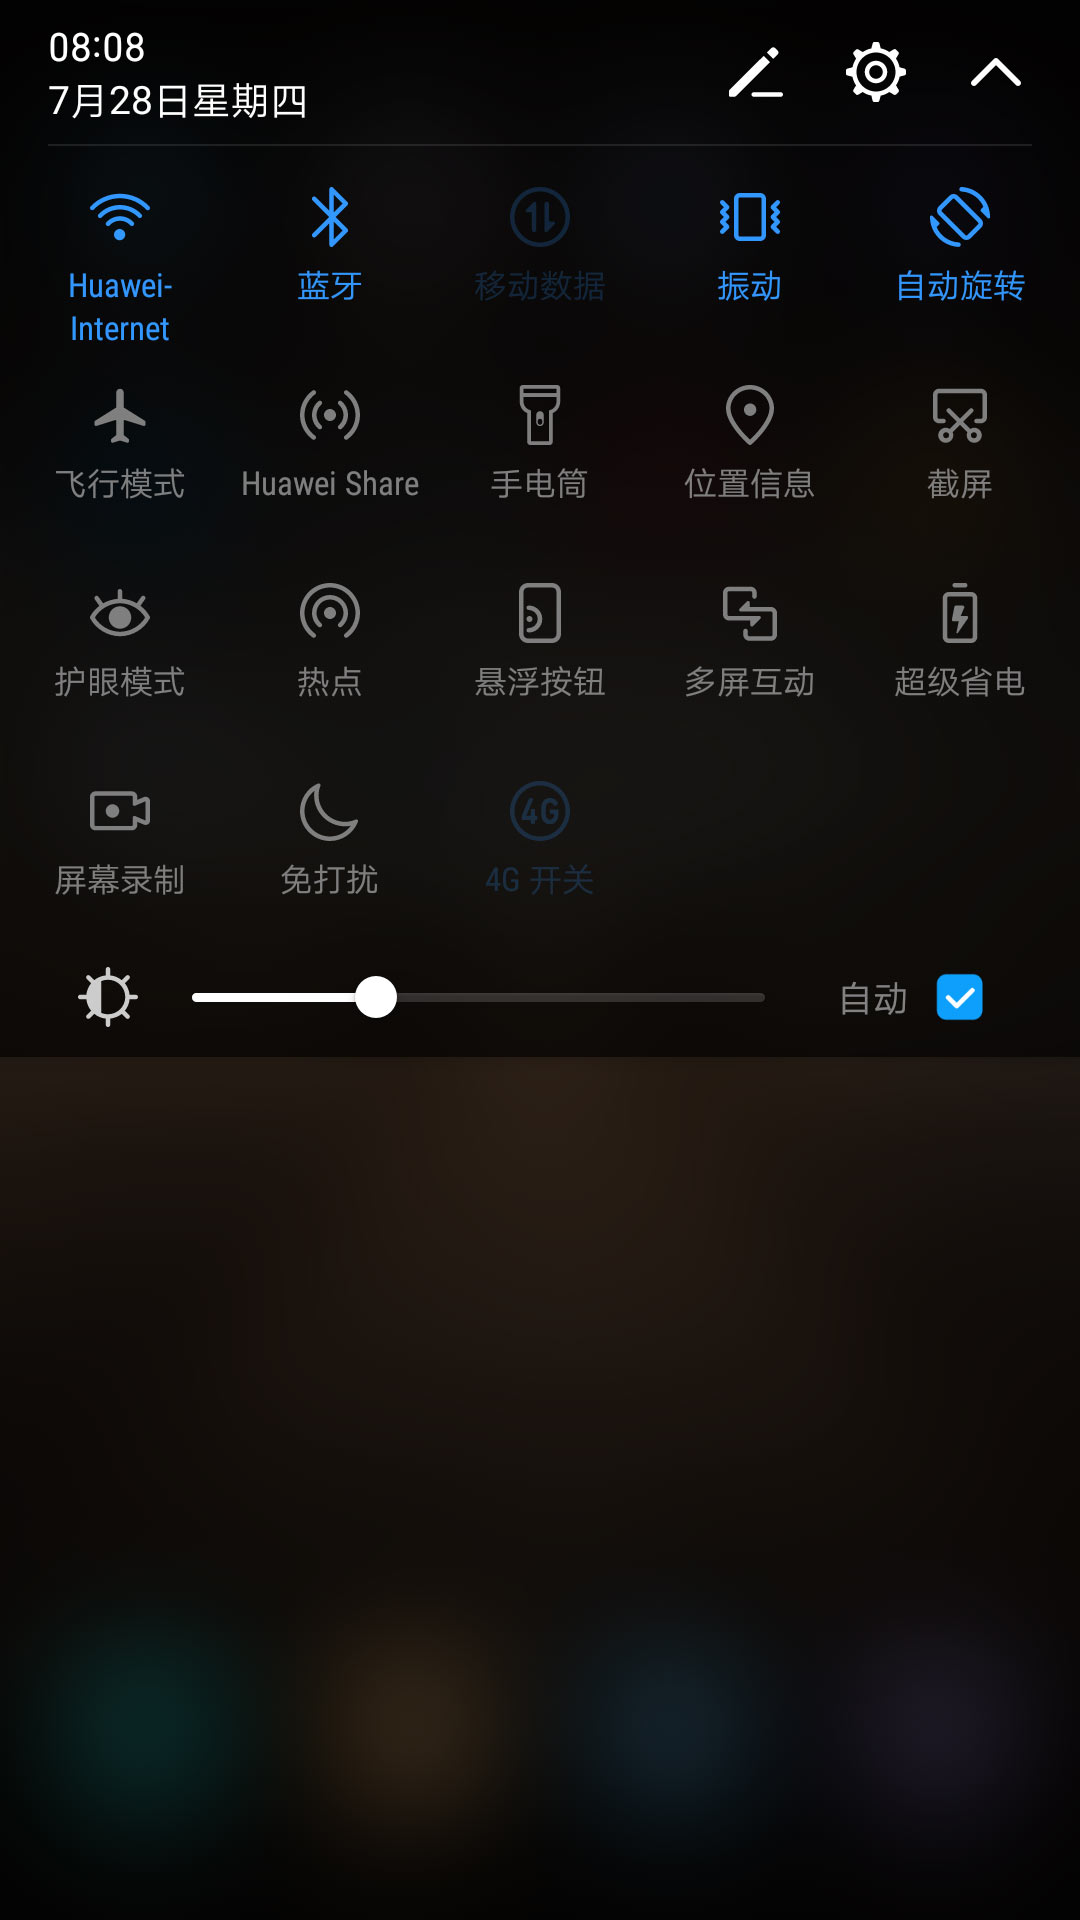 08:08
7月28日星期四
Huawei-
Internet
蓝牙
移动数据
振动
自动旋转
飞行模式
Huawei Share
手电筒
位置信息
截屏
护眼模式
热点
悬浮按钮
多屏互动
超级省电
屏幕录制
免打扰
4G
4G 开关
自动